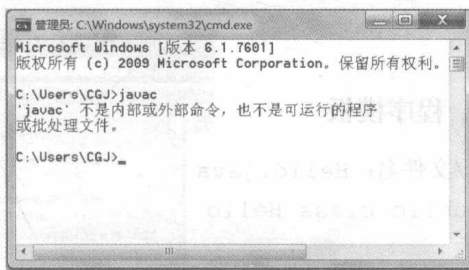 管理员: C:\Windows\system32\cmd.exe
Microsoft Windows [版本 6.1.7601]
版权所有 (c) 2009 Microsoft Corporation。保留所有权利。
C:\Users\CGJ>javac
'javac' 不是内部或外部命令，也不是可运行的程序
或批处理文件。
C:\Users\CGJ>